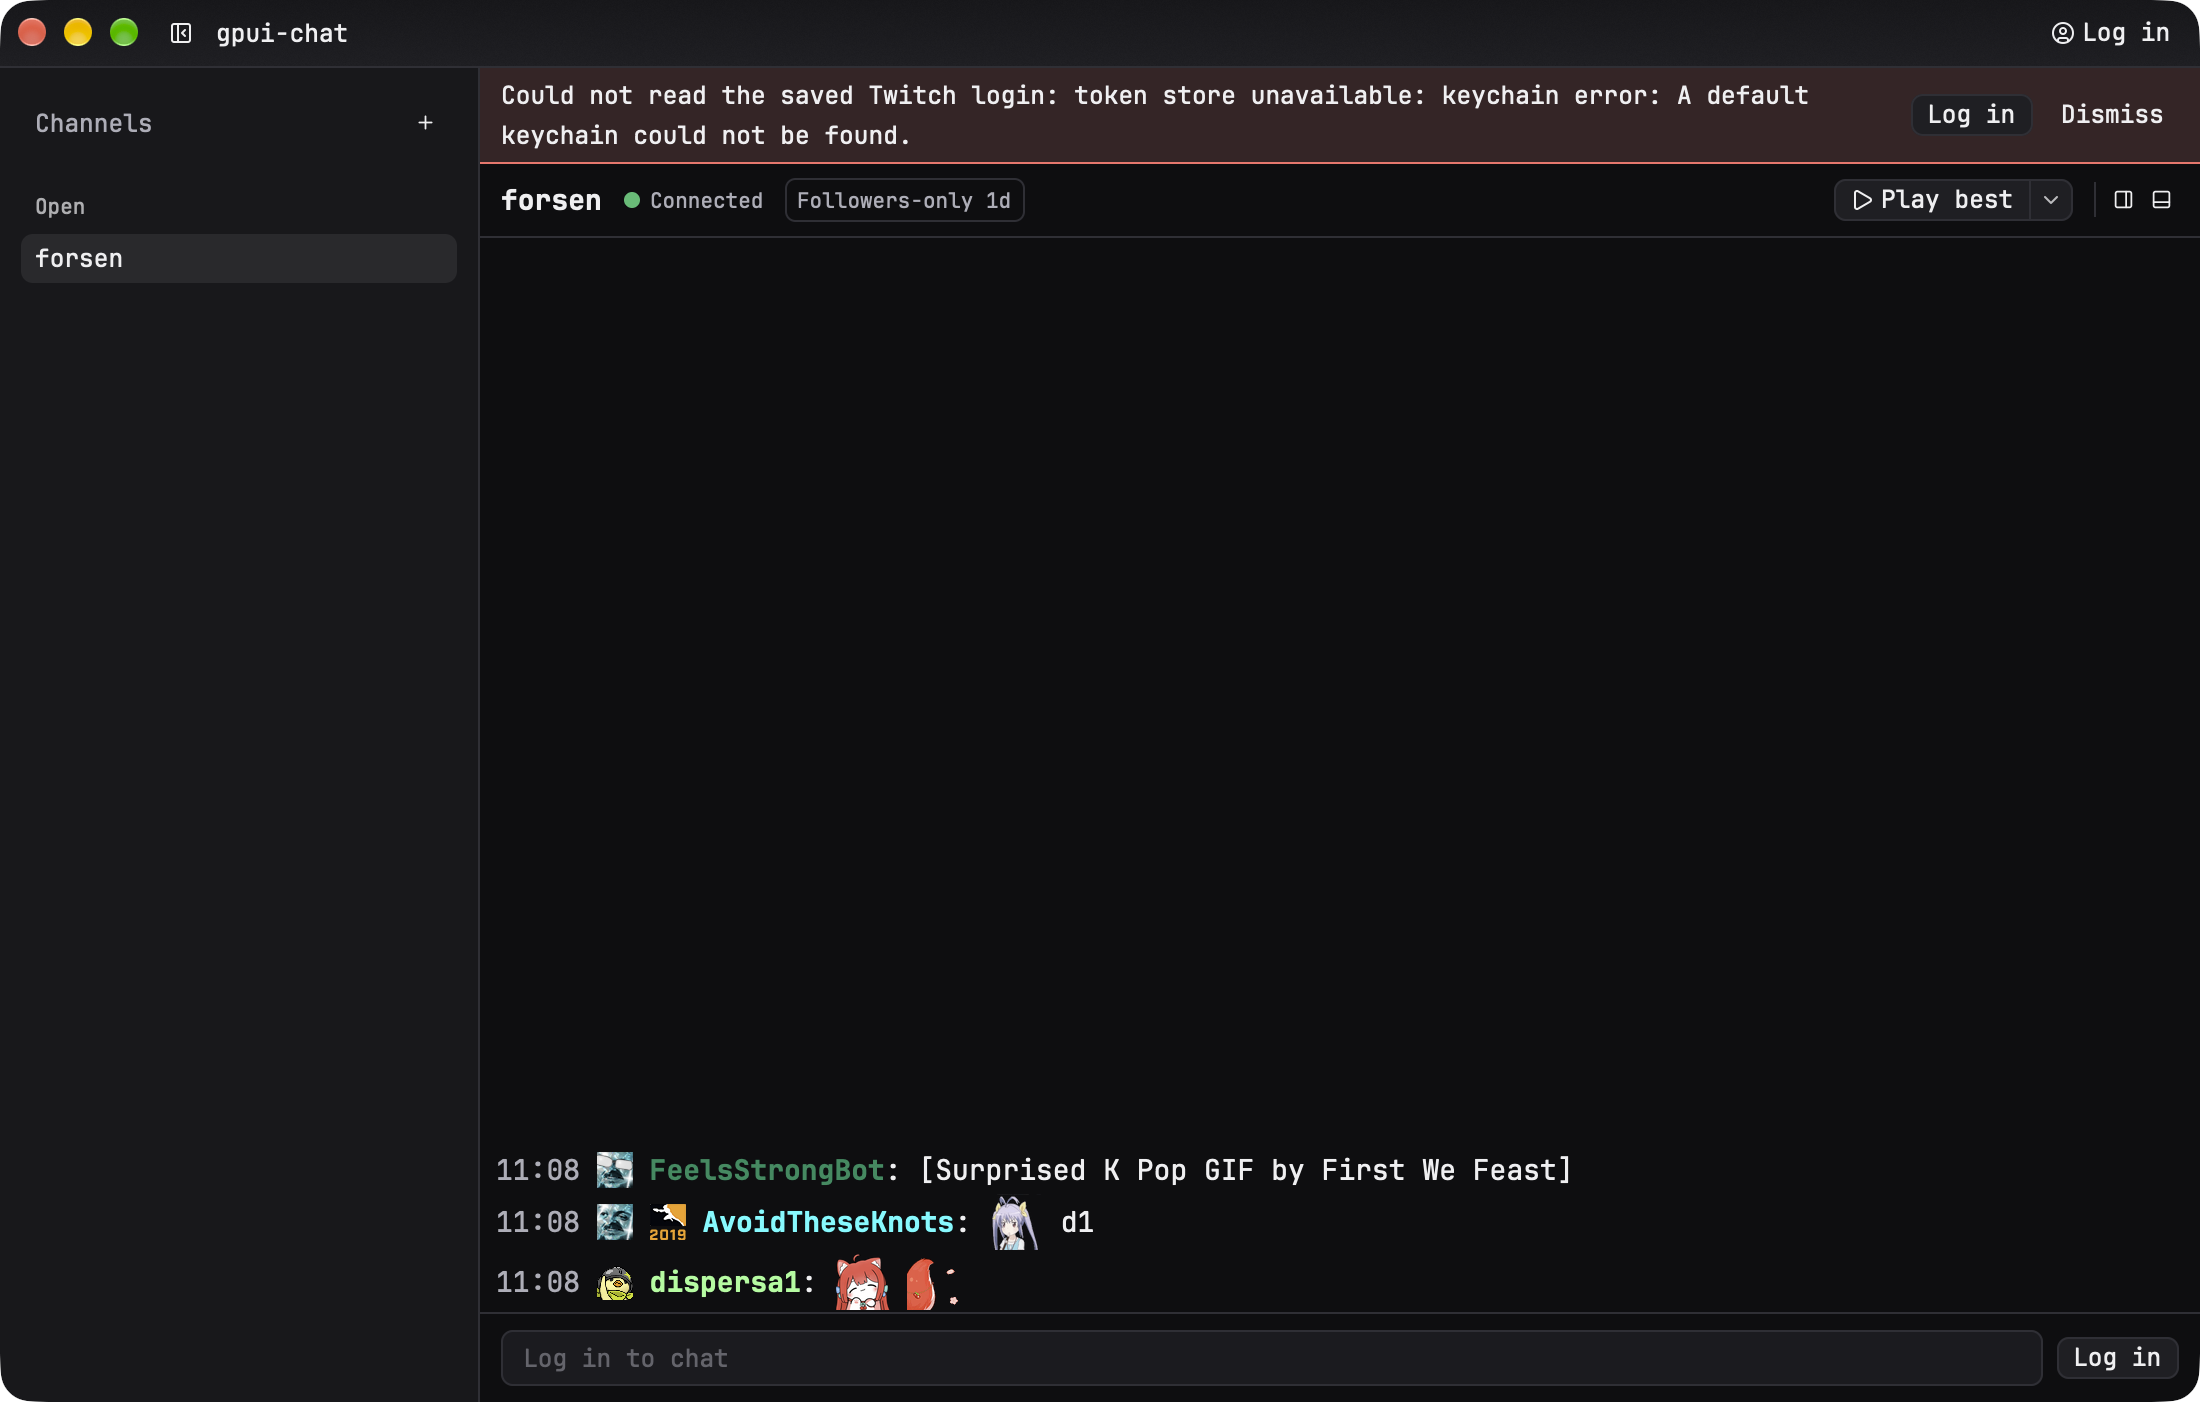 gpui-chat
Log in
Channels
+
Open
forsen
Could not read the saved Twitch login: token store unavailable: keychain error: A default
keychain could not be found.
Log in
Dismiss
forsen
Connected
Followers-only 1d
Play best
11:08 FeelsStrongBot: [Surprised K Pop GIF by First We Feast]
11:08 2019 AvoidTheseKnots: d1
11:08 dispersa1:
Log in to chat
Log in